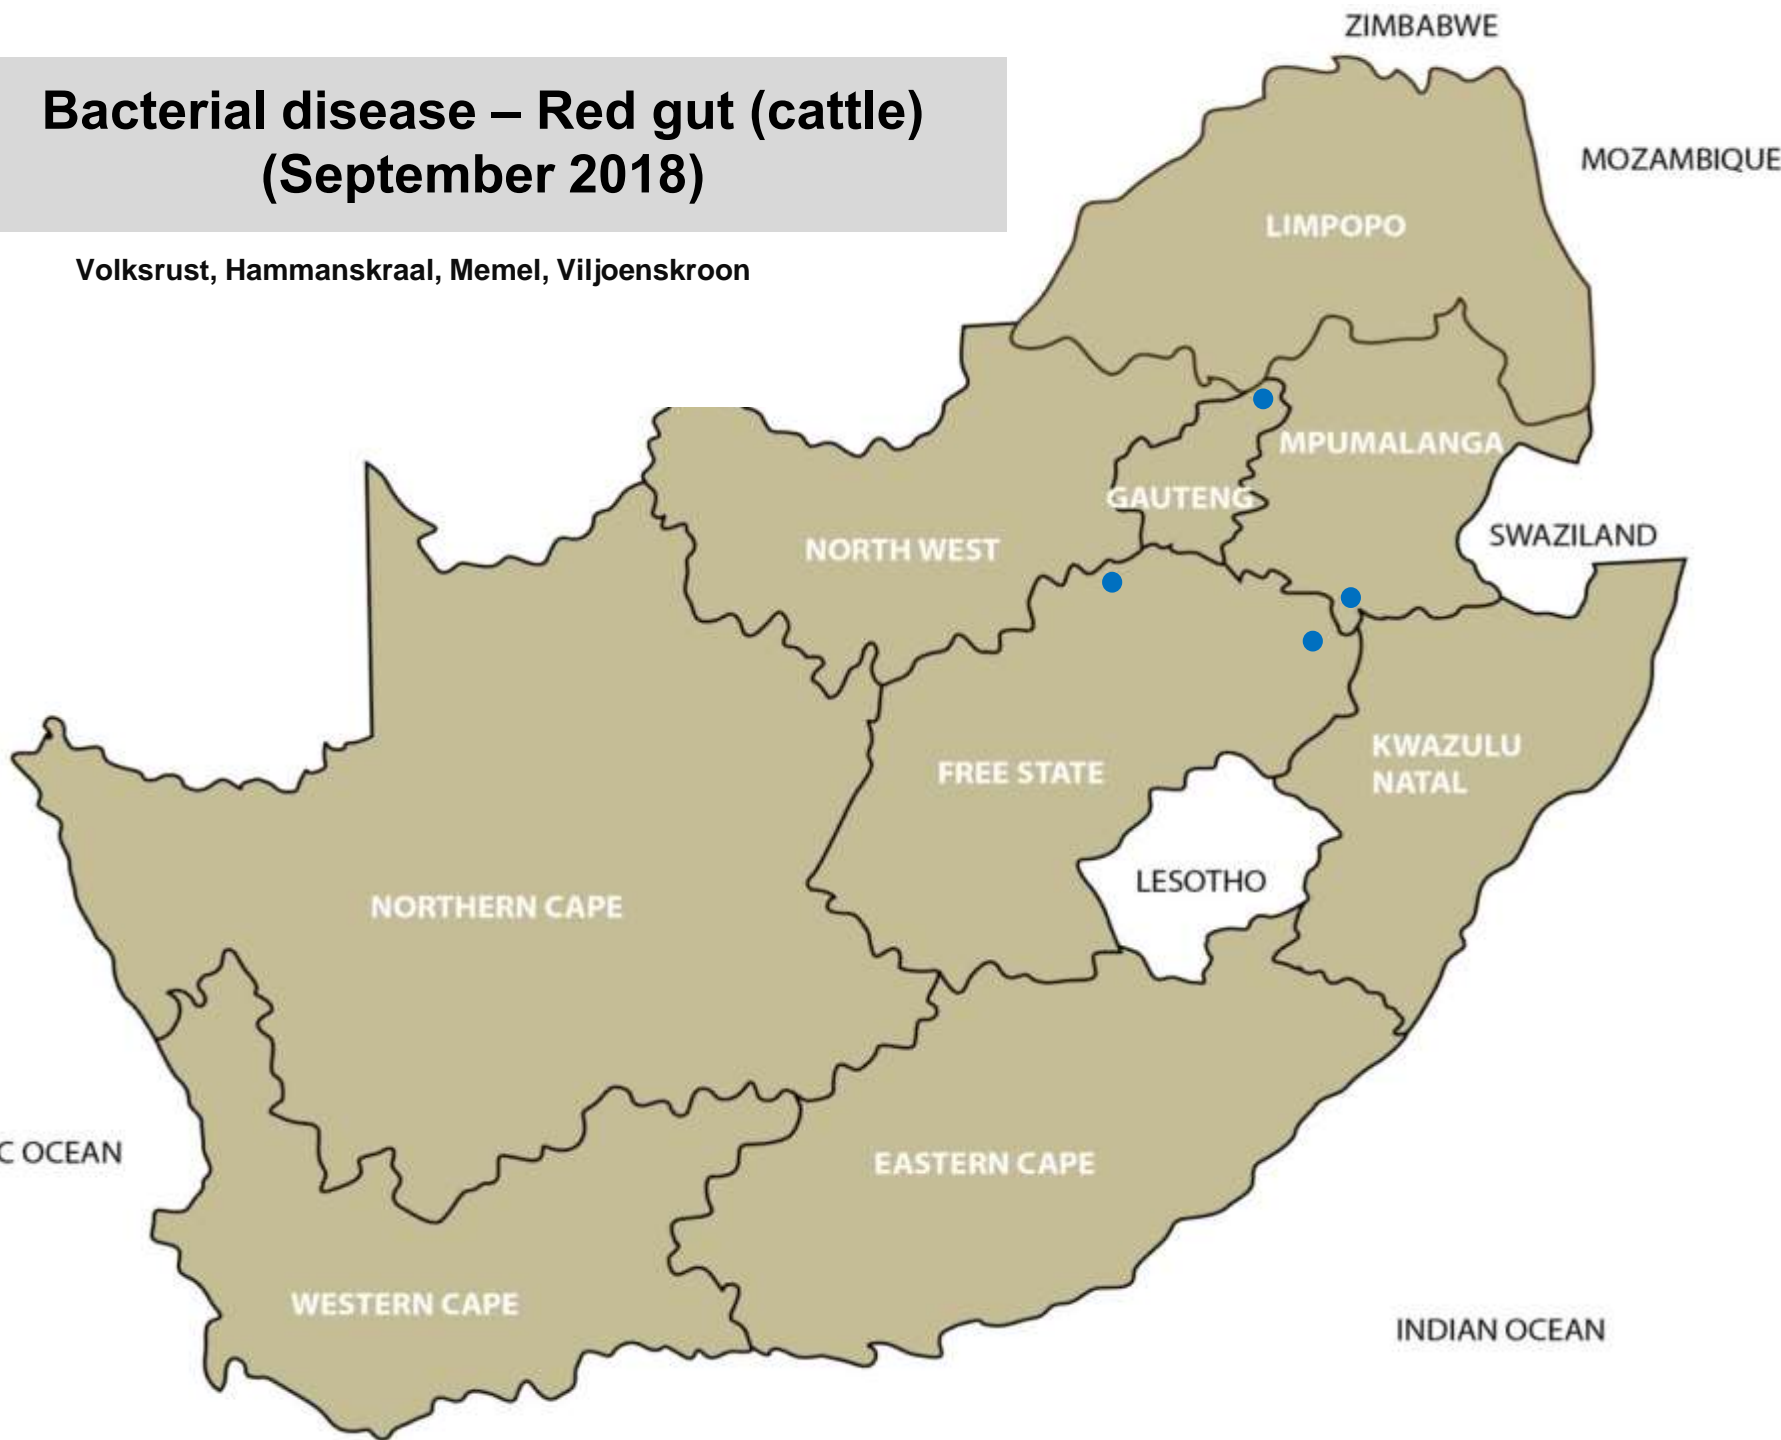 ZIMBABWE
Bacterial disease – Red gut (cattle)
(September 2018)
MOZAMBIQUE
LIMPOPO
Volksrust, Hammanskraal, Memel, Viljoenskroon
MPUMALANGA
GAUTENG
NORTH WEST
SWAZILAND
KWAZULU
NATAL
FREE STATE
LESOTHO
NORTHERN CAPE
C OCEAN
EASTERN CAPE
WESTERN CAPE
INDIAN OCEAN